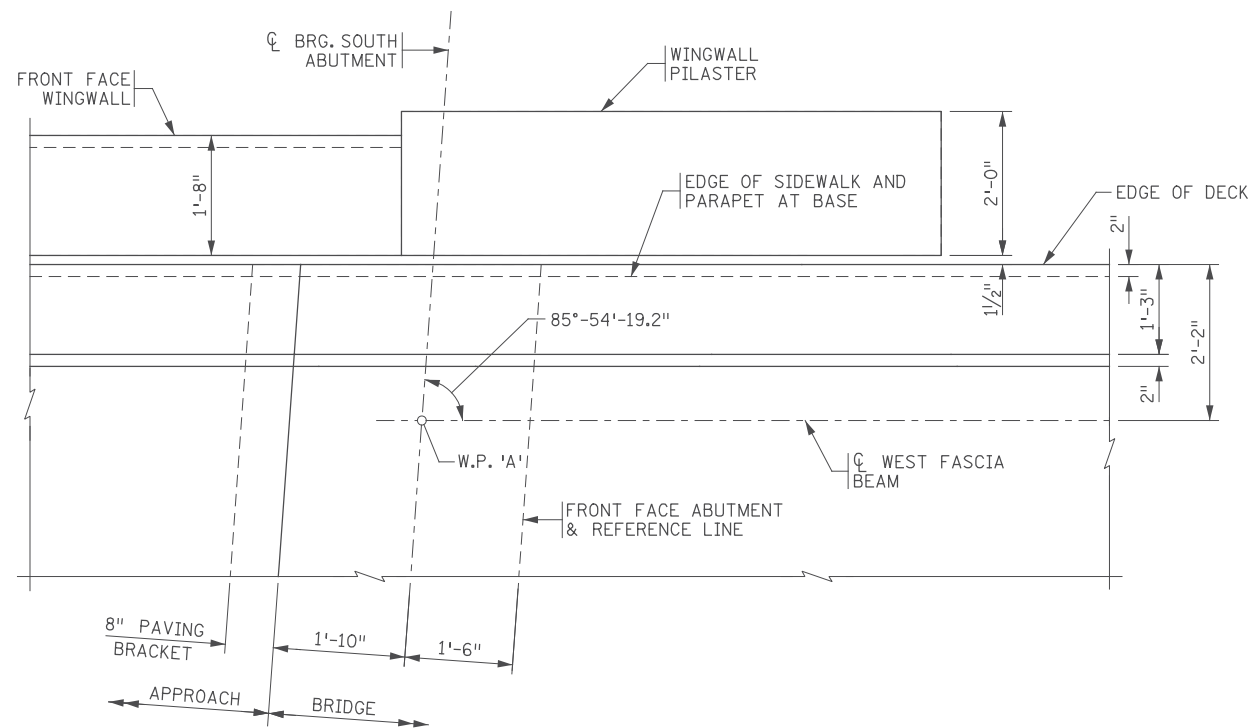 ℄ BRG. SOUTH
ABUTMENT
WINGWALL
PILASTER
FRONT FACE
WINGWALL
1'-8"
EDGE OF SIDEWALK AND
PARAPET AT BASE
2'-0"
EDGE OF DECK
2"
1½"
1'-3"
2'-2"
2"
85°-54'-19.2"
W.P. 'A'
℄ WEST FASCIA
BEAM
FRONT FACE ABUTMENT
& REFERENCE LINE
8" PAVING
BRACKET
1'-10"
1'-6"
APPROACH
BRIDGE